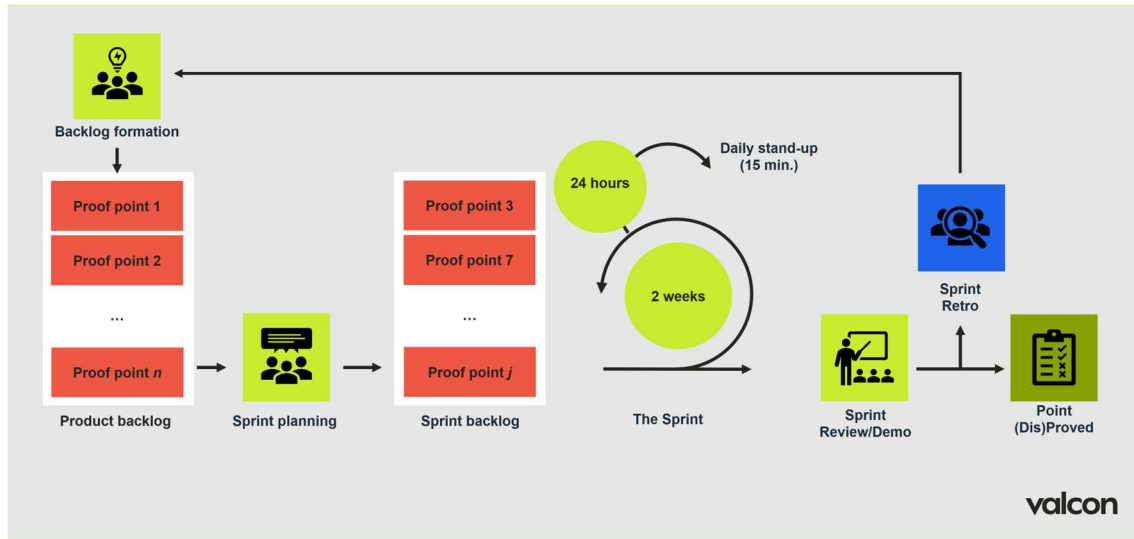 Backlog formation
Proof point 1
Proof point 2
...
Proof point n
Product backlog
Sprint planning
Proof point 3
Proof point 7
...
Proof point j
Sprint backlog
24 hours
Daily stand-up
(15 min.)
2 weeks
The Sprint
Sprint
Review/Demo
Sprint
Retro
Point
(Dis)Proved
valcon